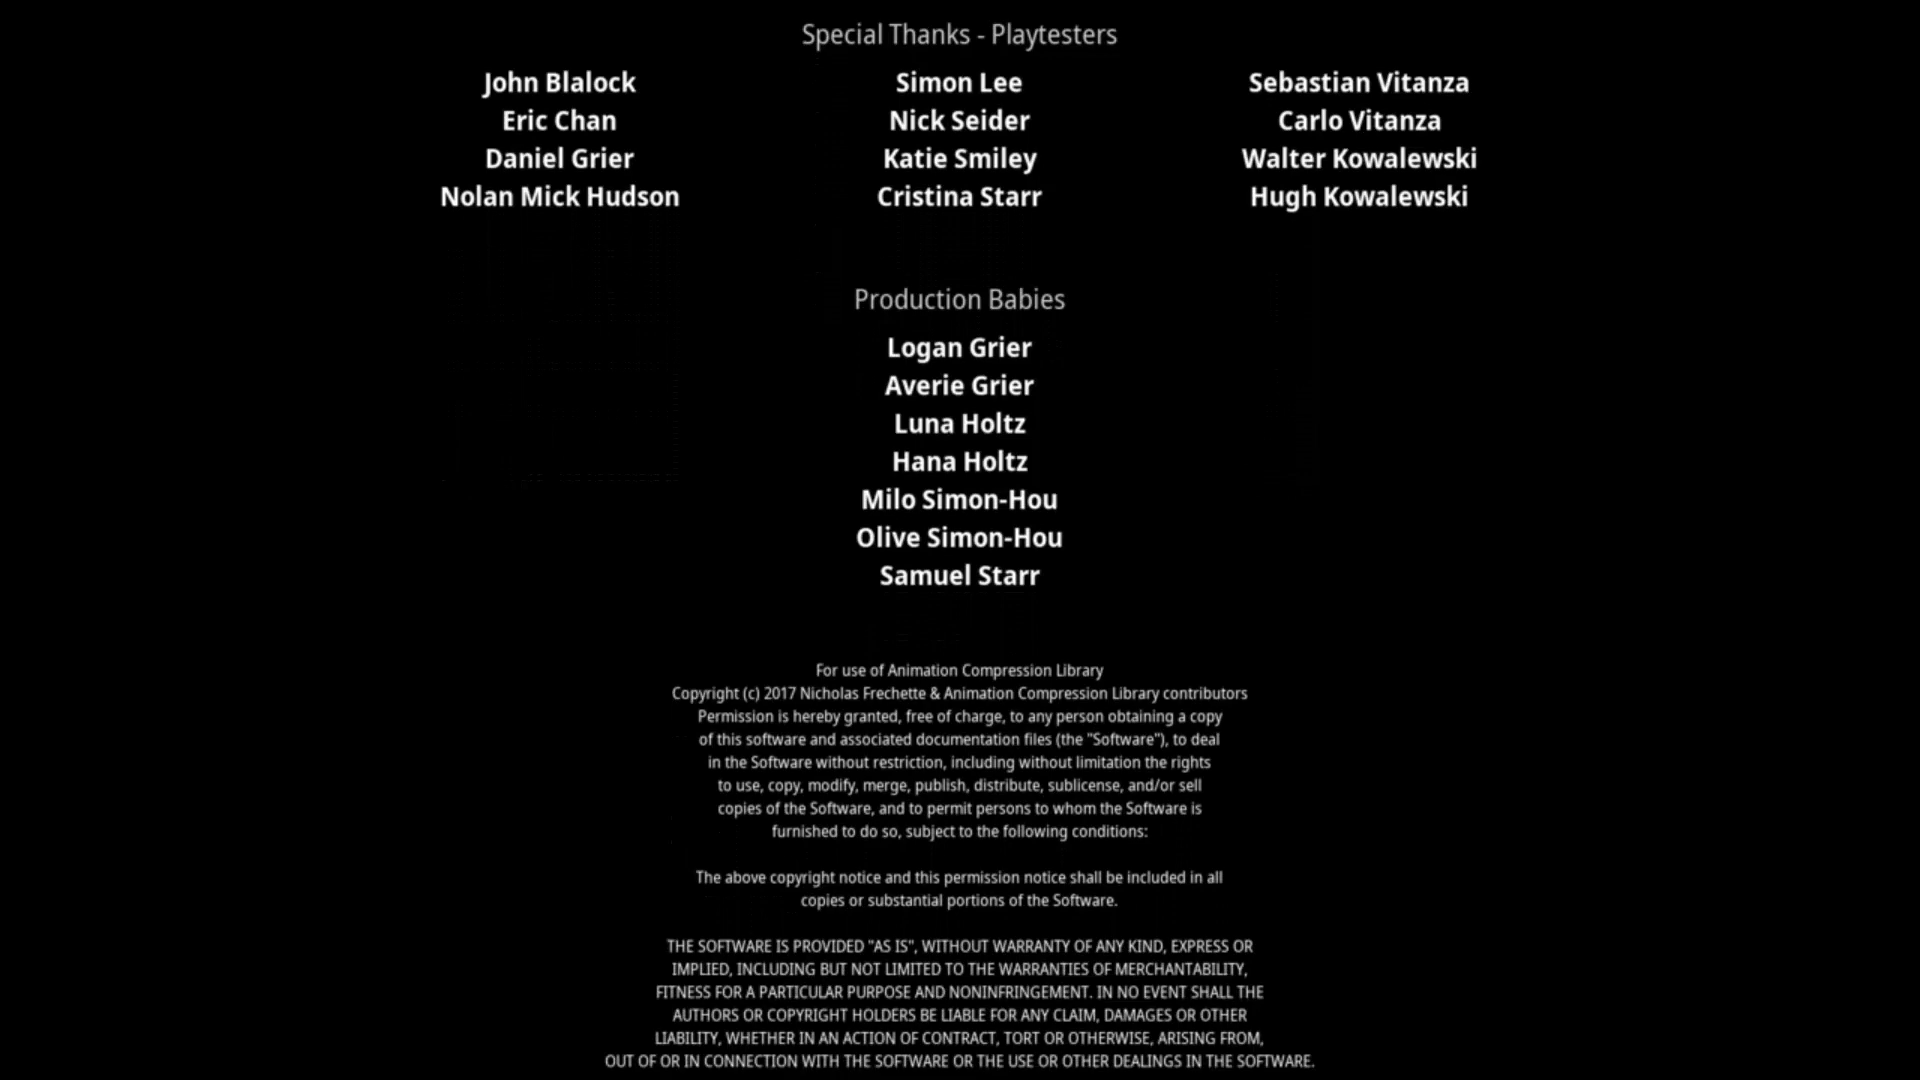 Special Thanks - Playtesters
John Blalock Simon Lee Sebastian Vitanza
Eric Chan Nick Seider Carlo Vitanza
Daniel Grier Katie Smiley Walter Kowalewski
Nolan Mick Hudson Cristina Starr Hugh Kowalewski
Production Babies
Logan Grier
Averie Grier
Luna Holtz
Hana Holtz
Milo Simon-Hou
Olive Simon-Hou
Samuel Starr
For use of Animation Compression Library
Copyright (c) 2017 Nicholas Frechette & Animation Compression Library contributors
Permission is hereby granted, free of charge, to any person obtaining a copy
of this software and associated documentation files (the "Software"), to deal
in the Software without restriction, including without limitation the rights
to use, copy, modify, merge, publish, distribute, sublicense, and/or sell
copies of the Software, and to permit persons to whom the Software is
furnished to do so, subject to the following conditions:
The above copyright notice and this permission notice shall be included in all
copies or substantial portions of the Software.
THE SOFTWARE IS PROVIDED "AS IS", WITHOUT WARRANTY OF ANY KIND, EXPRESS OR
IMPLIED, INCLUDING BUT NOT LIMITED TO THE WARRANTIES OF MERCHANTABILITY,
FITNESS FOR A PARTICULAR PURPOSE AND NONINFRINGEMENT. IN NO EVENT SHALL THE
AUTHORS OR COPYRIGHT HOLDERS BE LIABLE FOR ANY CLAIM, DAMAGES OR OTHER
LIABILITY, WHETHER IN AN ACTION OF CONTRACT, TORT OR OTHERWISE, ARISING FROM,
OUT OF OR IN CONNECTION WITH THE SOFTWARE OR THE USE OR OTHER DEALINGS IN THE SOFTWARE.